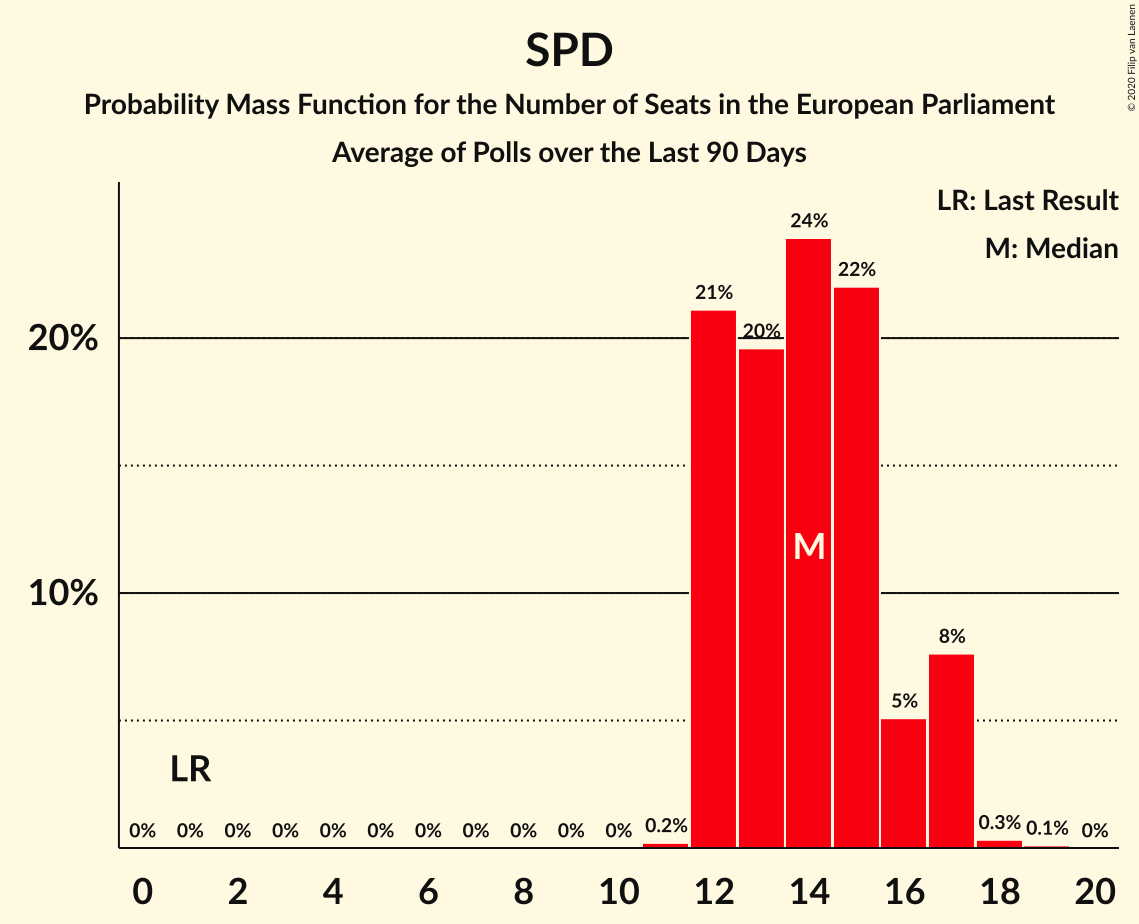 SPD
Probability Mass Function for the Number of Seats in the European Parliament
Average of Polls over the Last 90 Days
© 2020 Filip van Laenen
LR: Last Result
M: Median
24%
22%
21%
20%
20%
M
10%
8%
5%
LR
0% 0% 0% 0% 0% 0% 0% 0% 0% 0% 0% 0.2% 0.3% 0.1% 0%
0 2 4 6 8 10 12 14 16 18 20